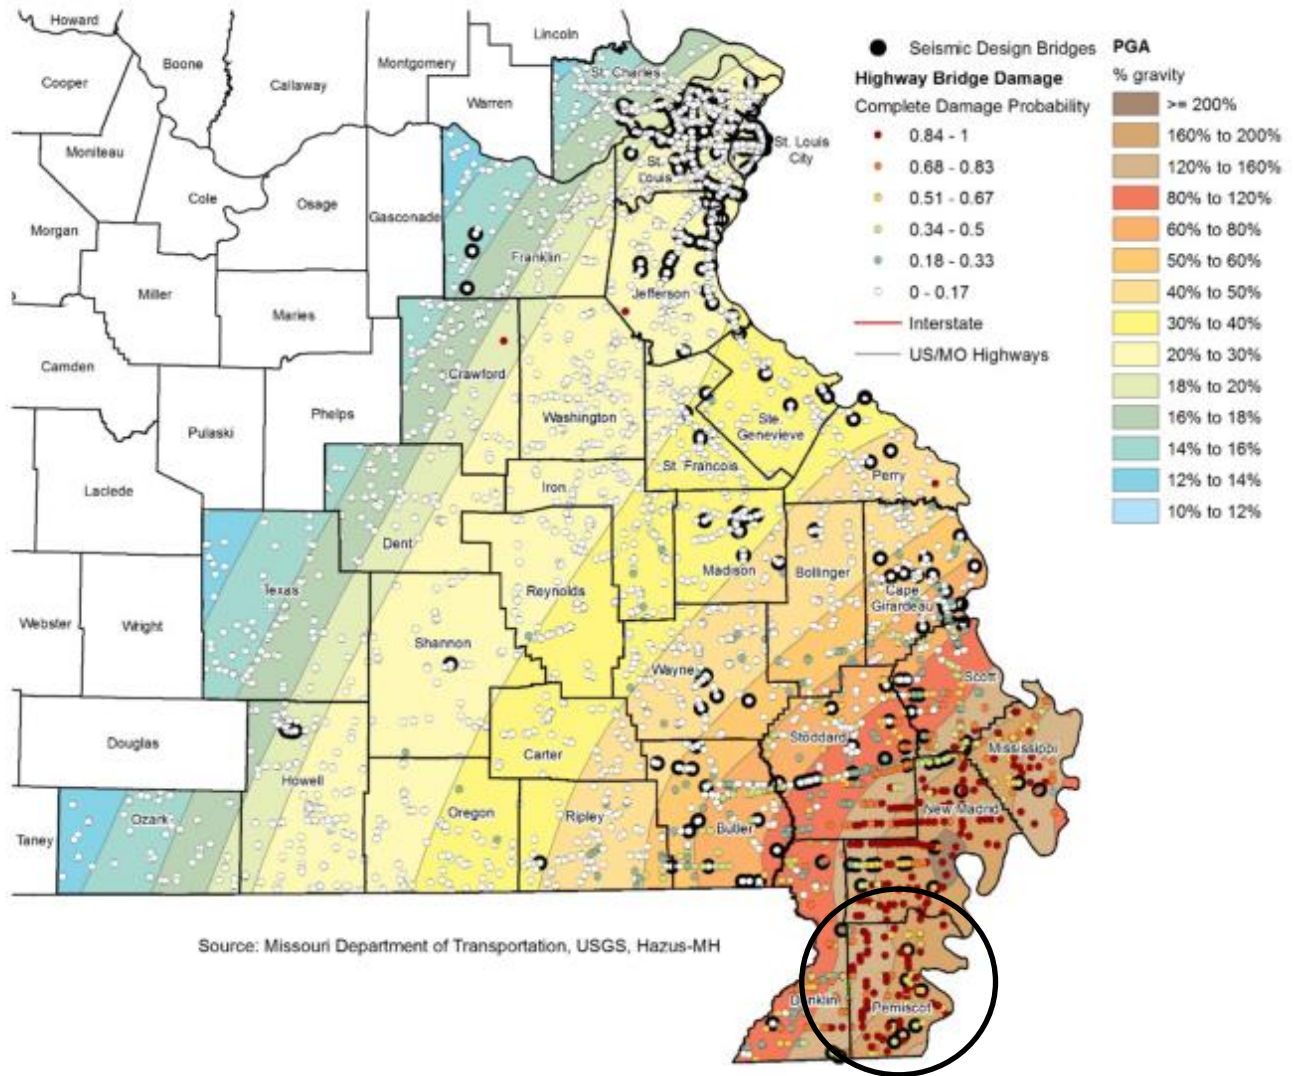 Howard
Lincoln
Boone
Cooper
Callaway
Montgomery
St. Charles
Warren
Moniteau
St. Louis
City
St.
Louis
Cole
Osage
Gasconade
Morgan
Franklin
Miller
Jefferson
Maries
Camden
Crawford
Phelps
Washington
Pulaski
Ste.
Genevieve
St. Francois
Perry
Laclede
Iron
Dent
Texas
Reynolds
Madison
Bollinger
Cape
Girardeau
Webster
Wright
Shannon
Wayne
Scott
Douglas
Carter
Stoddard
Mississippi
Howell
Taney
Ozark
Oregon
Ripley
Butler
New Madrid
Dunklin
Pemiscot
Source: Missouri Department of Transportation, USGS, Hazus-MH
Seismic Design Bridges
Highway Bridge Damage
Complete Damage Probability
0.84 - 1
0.68 - 0.83
0.51 - 0.67
0.34 - 0.5
0.18 - 0.33
0 - 0.17
Interstate
US/MO Highways
PGA
% gravity
>= 200%
160% to 200%
120% to 160%
80% to 120%
60% to 80%
50% to 60%
40% to 50%
30% to 40%
20% to 30%
18% to 20%
16% to 18%
14% to 16%
12% to 14%
10% to 12%